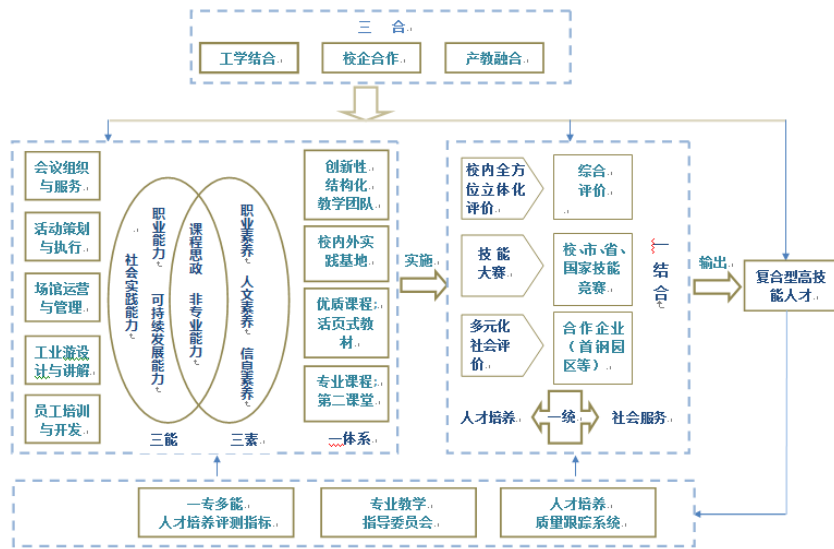 三 合
工学结合
校企合作
产教融合
会议组织
与服务
活动策划
与执行
场馆运营
与管理
工业游设
计与讲解
员工培训
与开发
社会实践能力
职业能力 可持续发展能力
课程思政 非专业能力
职业素养 人文素养 信息素养
三能
三素
创新性
结构化
教学团队
校内外实
践基地
优质课程;
活页式教
材
专业课程;
第二课堂
一体系
实施
校内全方
位立体化
评价
综合
评价
技 能
大赛
校、市、省、
国家技能
竞赛
多元化
社会评
价
合作企业
(首钢园
区等)
一结合
人才培养
一统
社会服务
输出
复合型高技
能人才
一专多能
人才培养评测指标
专业教学
指导委员会
人才培养
质量跟踪系统